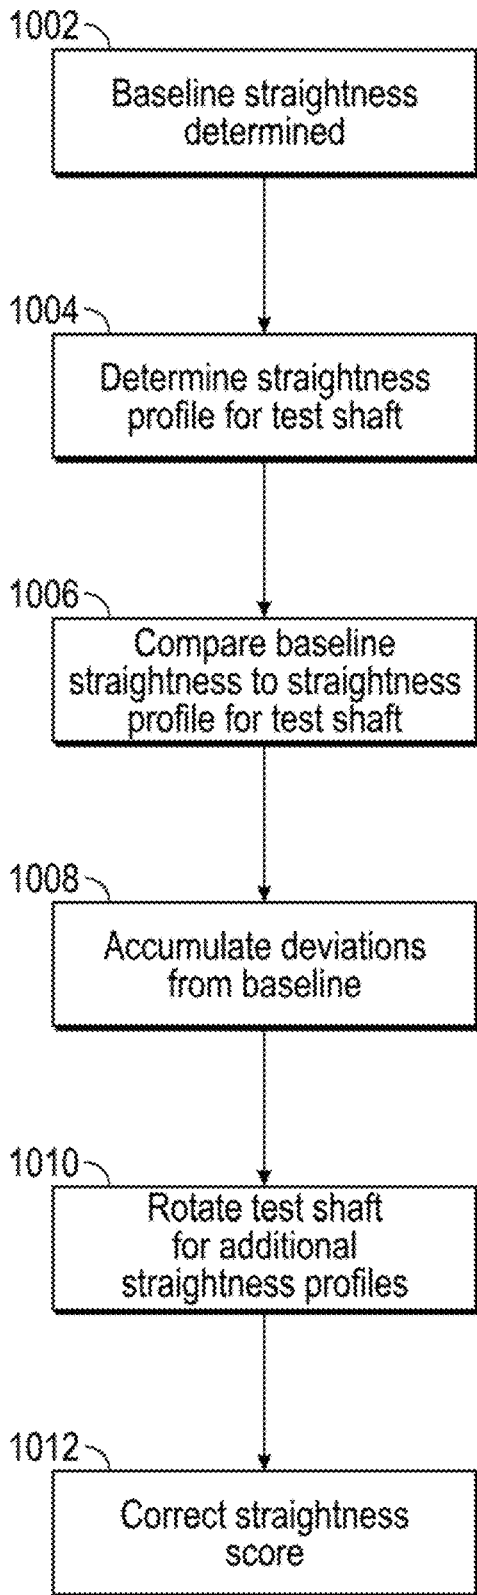 1002
Baseline straightness
determined
1004
Determine straightness
profile for test shaft
1006
Compare baseline
straightness to straightness
profile for test shaft
1008
Accumulate deviations
from baseline
1010
Rotate test shaft
for additional
straightness profiles
1012
Correct straightness
score